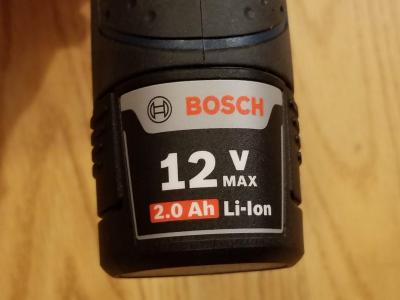 BOSCH
12 V MAX
2.0 Ah Li-Ion